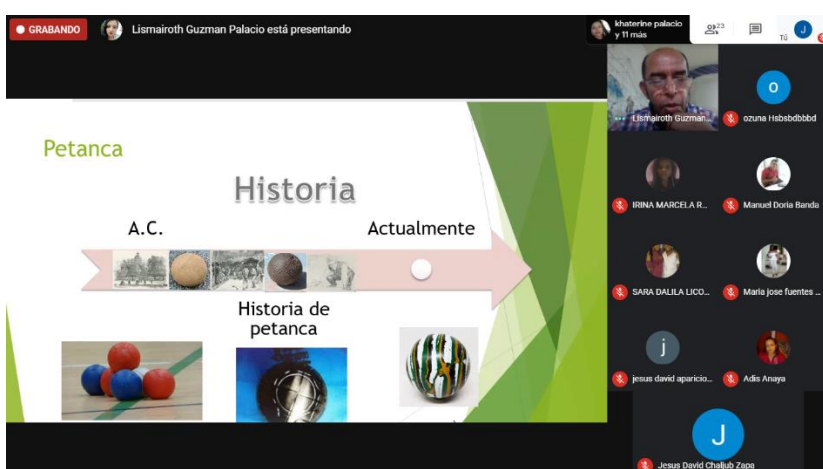 GRABANDO
Lismairoth Guzman Palacio está presentando
khaterine palacio
y 11 más
23
Tú
J
Petanca
Historia
A.C.
Actualmente
Historia de
petanca
Lismairoth Guzman...
o
ozuna Hsbsbdbbbd
IRINA MARCELA R...
Manuel Doria Banda
SARA DALILA LICO...
Maria jose fuentes ...
j
jesus david aparicio...
Adis Anaya
J
Jesus David Chaljub Zapa